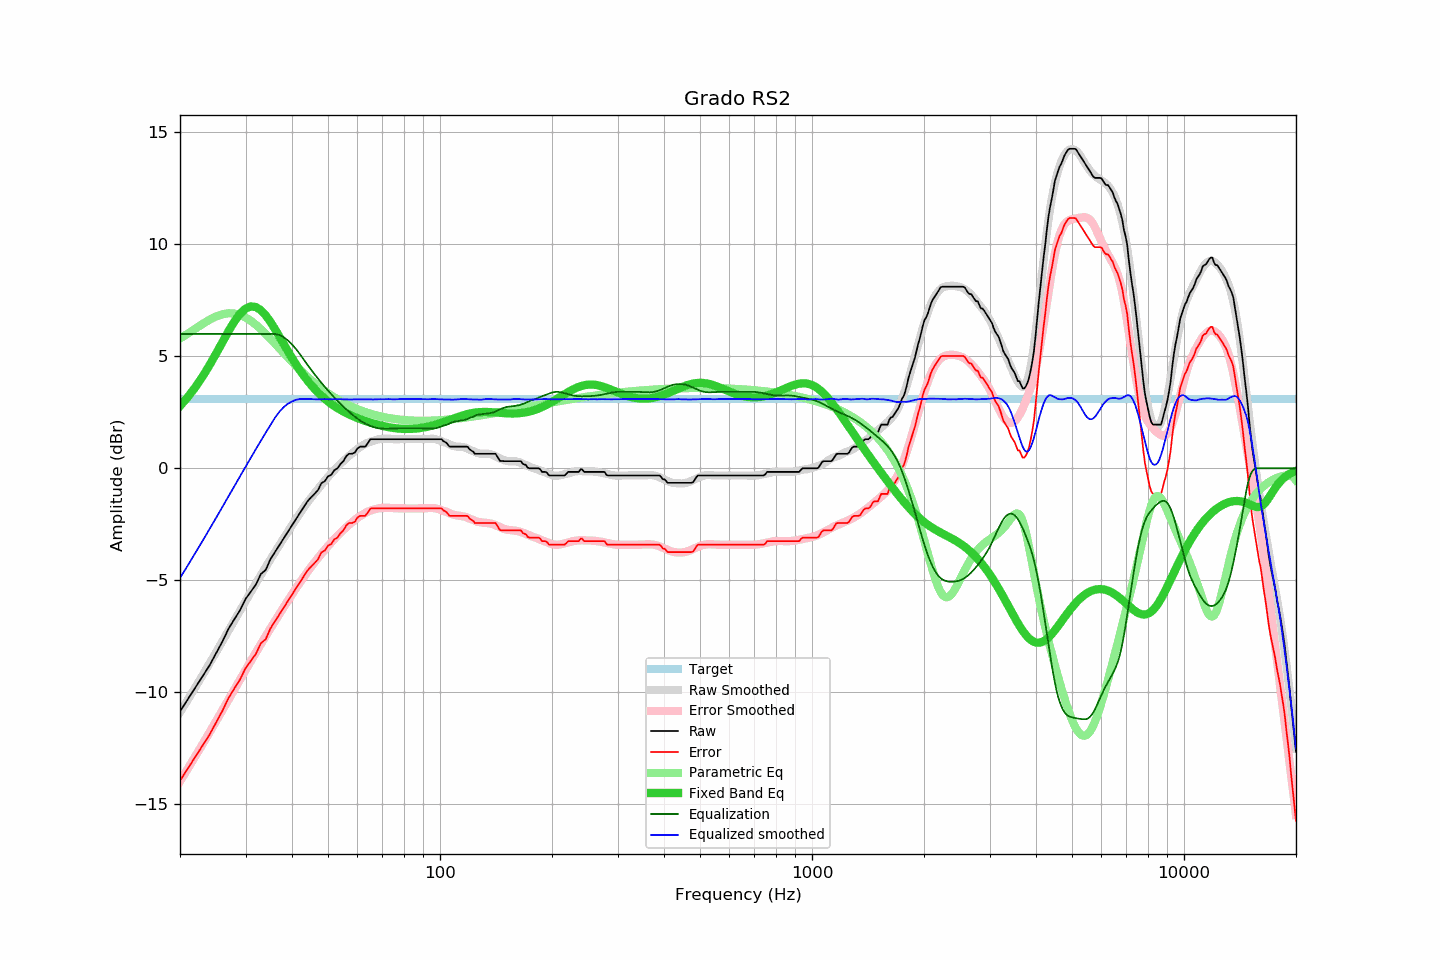 Grado RS2
Amplitude (dBr)
15
10
5
0
−5
−10
−15
Target
Raw Smoothed
Error Smoothed
Raw
Error
Parametric Eq
Fixed Band Eq
Equalization
Equalized smoothed
100 1000 10000
Frequency (Hz)